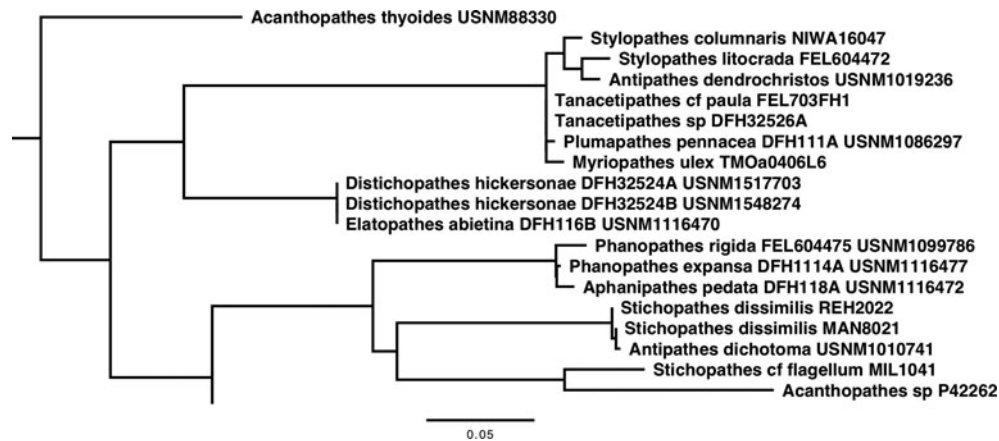 Acanthopathes thyoides USNM88330
Stylopathes columnaris NIWA16047
Stylopathes litocrada FEL604472
Antipathes dendrochristos USNM1019236
Tanacetipathes cf paula FEL703FH1
Tanacetipathes sp DFH32526A
Plumapathes pennacea DFH111A USNM1086297
Myriopathes ulex TMOa0406L6
Distichopathes hickersonae DFH32524A USNM1517703
Distichopathes hickersonae DFH32524B USNM1548274
Elatopathes abietina DFH116B USNM1116470
Phanopathes rigida FEL604475 USNM1099786
Phanopathes expansa DFH1114A USNM1116477
Aphanipathes pedata DFH118A USNM1116472
Stichopathes dissimilis REH2022
Stichopathes dissimilis MAN8021
Antipathes dichotoma USNM1010741
Stichopathes cf flagellum MIL1041
Acanthopathes sp P42262
0.05